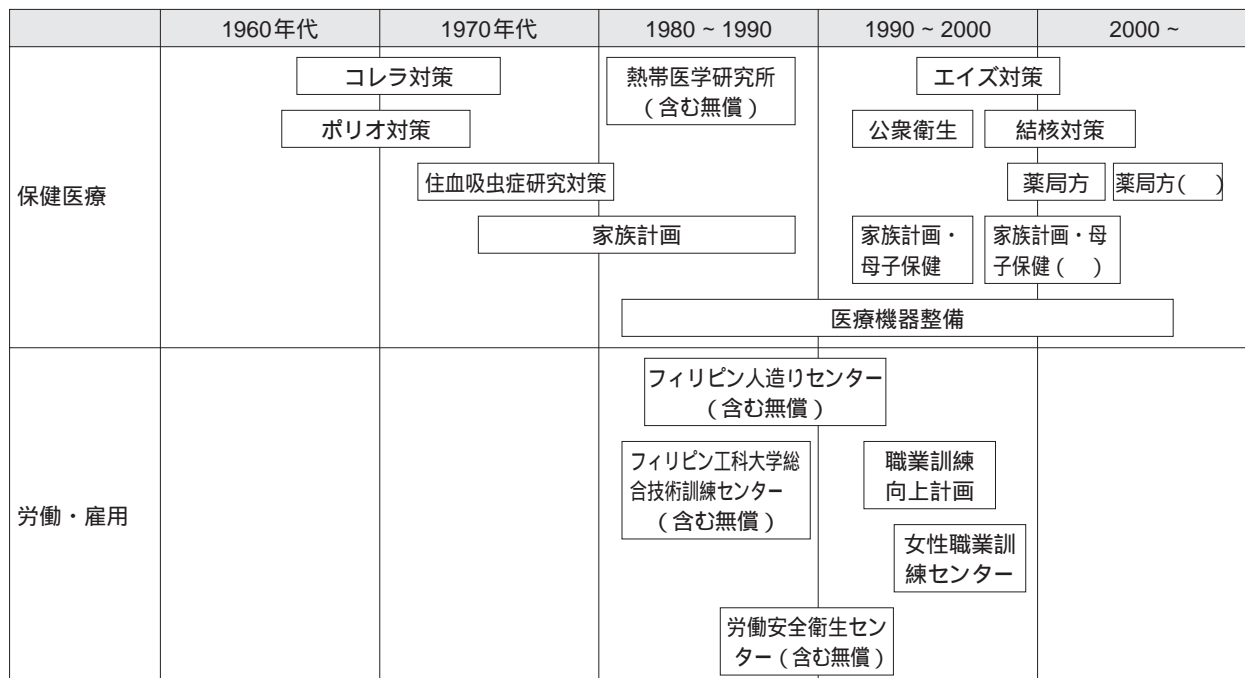 1960年代 1970年代 1980 ~ 1990 1990 ~ 2000 2000 ~
保健医療
コレラ対策
熱帯医学研究所
(含む無償)
エイズ対策
ポリオ対策
公衆衛生
結核対策
住血吸虫症研究対策
薬局方
薬局方( )
家族計画
家族計画・
母子保健
家族計画・母
子保健( )
医療機器整備
労働・雇用
フィリピン人造りセンター
(含む無償)
フィリピン工科大学総
合技術訓練センター
(含む無償)
職業訓練
向上計画
女性職業訓
練センター
労働安全衛生セン
ター(含む無償)